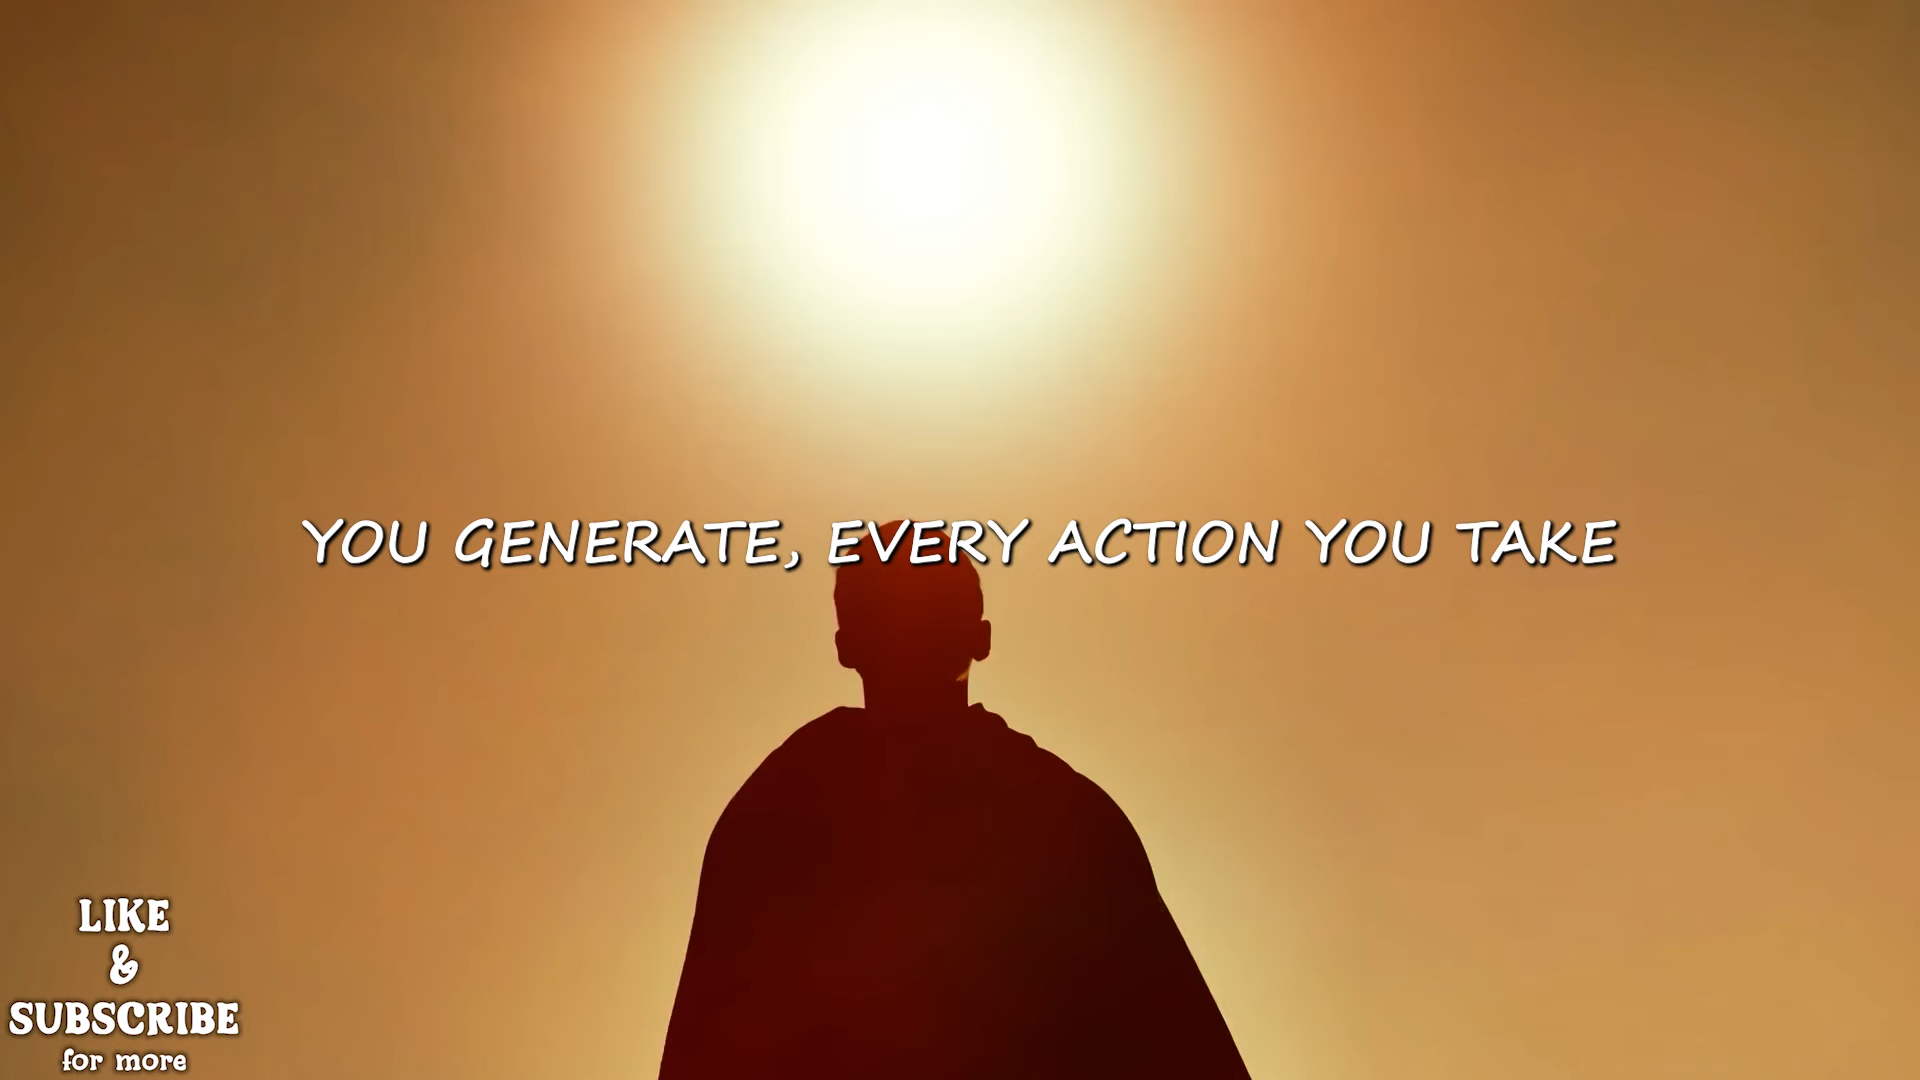 YOU GENERATE, EVERY ACTION YOU TAKE
LIKE
&
SUBSCRIBE
for more